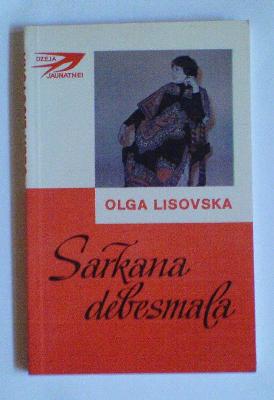 DZEJA
JAUNATNEI
OLGA LISOVSKA
Sarkana
debesmala